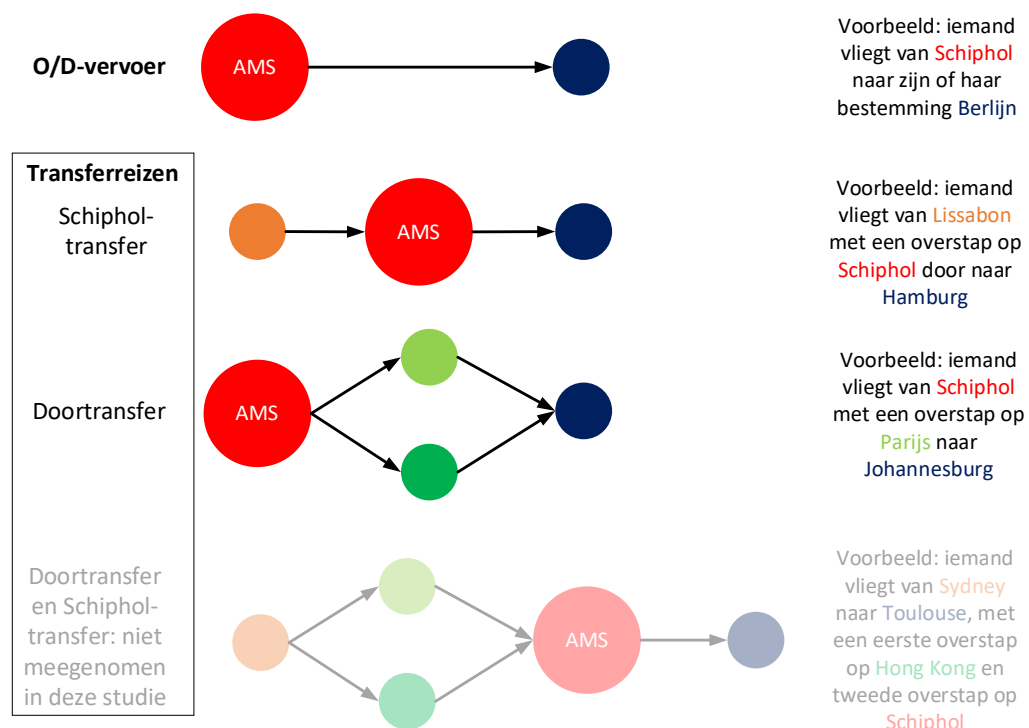 O/D-vervoer
AMS
Voorbeeld: iemand
vliegt van Schiphol
naar zijn of haar
bestemming Berlijn
Transferreizen
Schiphol-
transfer
AMS
Voorbeeld: iemand
vliegt van Lissabon
met een overstap op
Schiphol door naar
Hamburg
Doortransfer
AMS
Voorbeeld: iemand
vliegt van Schiphol
met een overstap op
Parijs naar
Johannesburg
Doortransfer
en Schiphol-
transfer: niet
meegenomen
in deze studie
AMS
Voorbeeld: iemand
vliegt van Sydney
naar Toulouse, met
een eerste overstap
op Hong Kong en
tweede overstap op
Schiphol